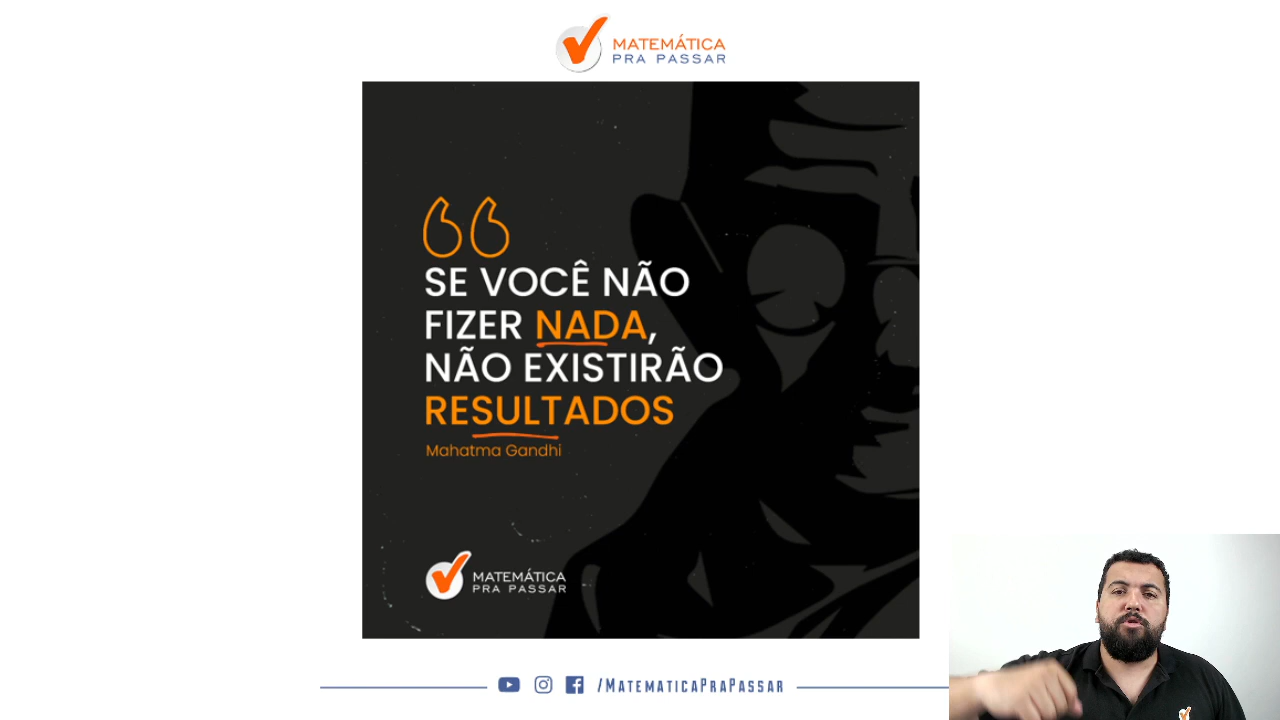 MATEMÁTICA
PRA PASSAR
SE VOCÊ NÃO
FIZER NADA,
NÃO EXISTIRÃO
RESULTADOS
Mahatma Gandhi
MATEMÁTICA
PRA PASSAR
/MATEMATICAPRAPASSAR